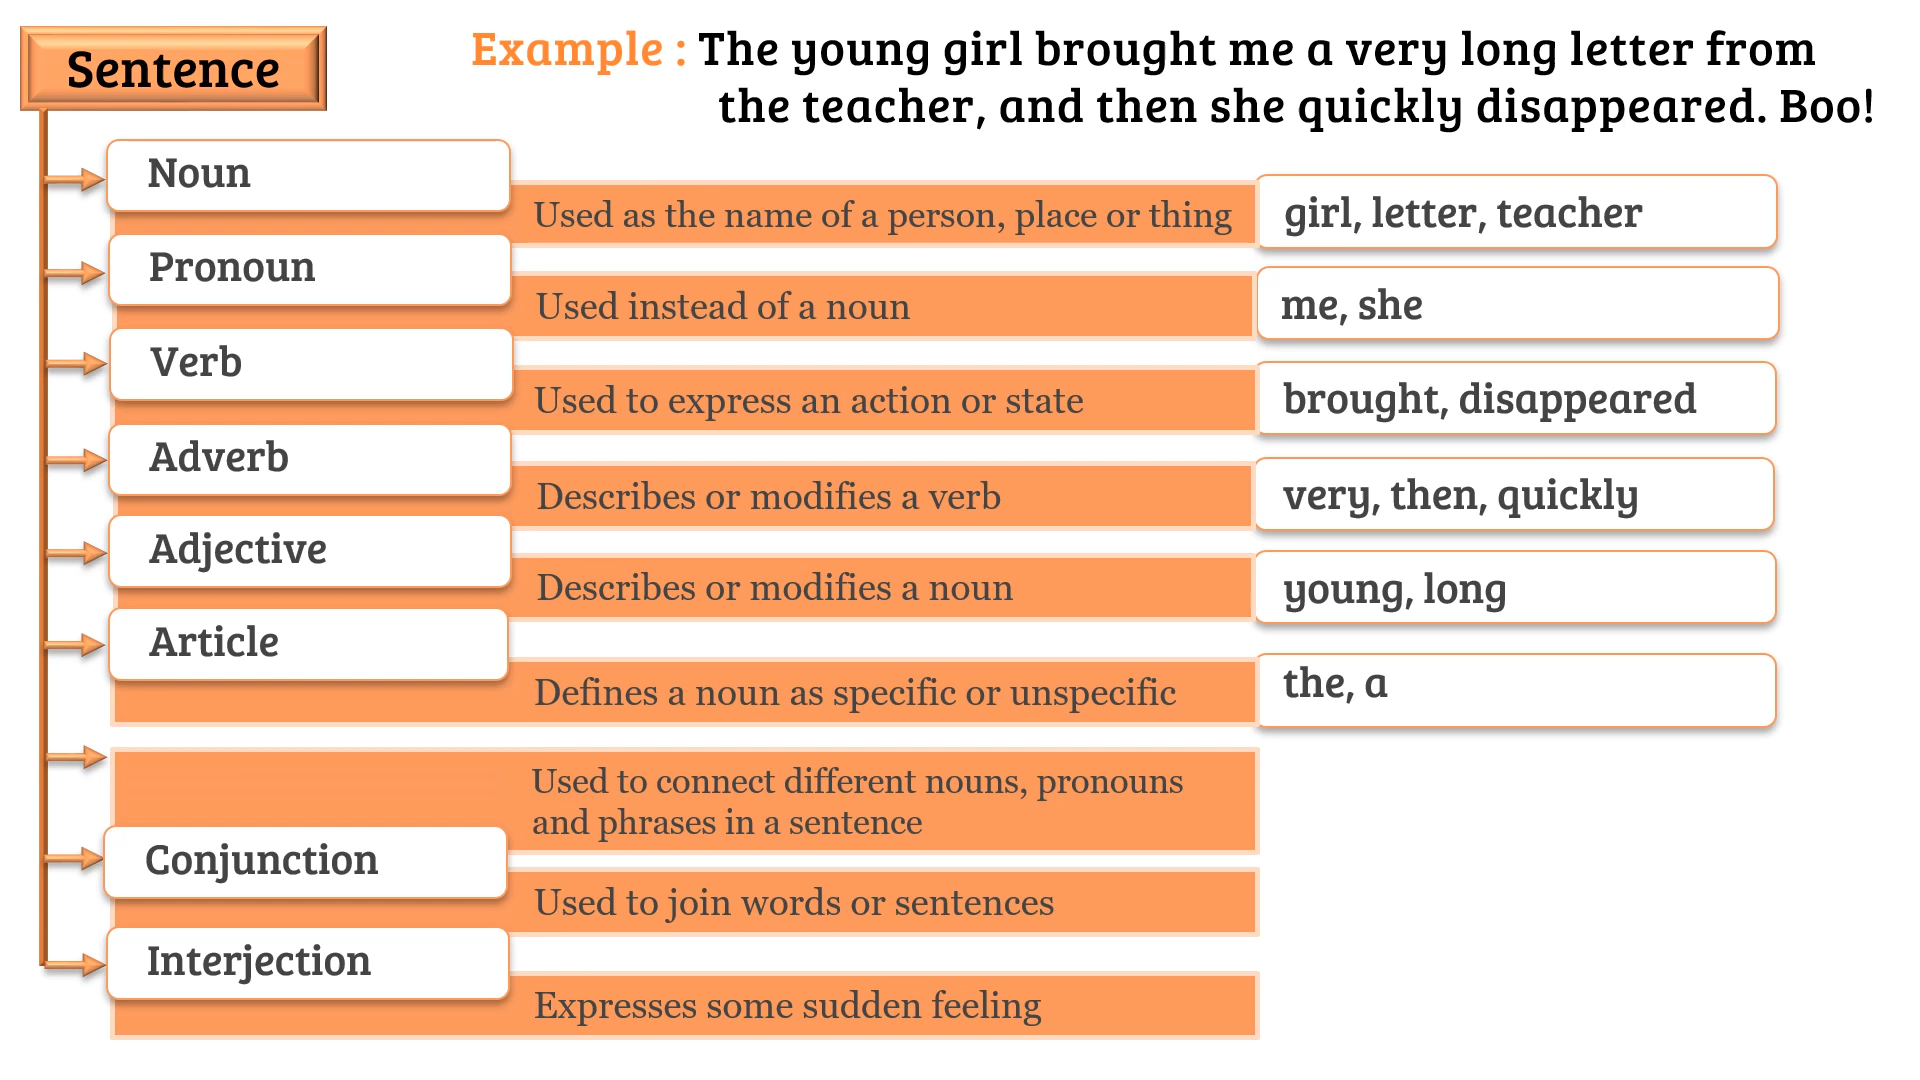 Sentence
Example : The young girl brought me a very long letter from
the teacher, and then she quickly disappeared. Boo!
Noun
Used as the name of a person, place or thing
girl, letter, teacher
Pronoun
Used instead of a noun
me, she
Verb
Used to express an action or state
brought, disappeared
Adverb
Describes or modifies a verb
very, then, quickly
Adjective
Describes or modifies a noun
young, long
Article
Defines a noun as specific or unspecific
the, a
Used to connect different nouns, pronouns
and phrases in a sentence
Conjunction
Used to join words or sentences
Interjection
Expresses some sudden feeling